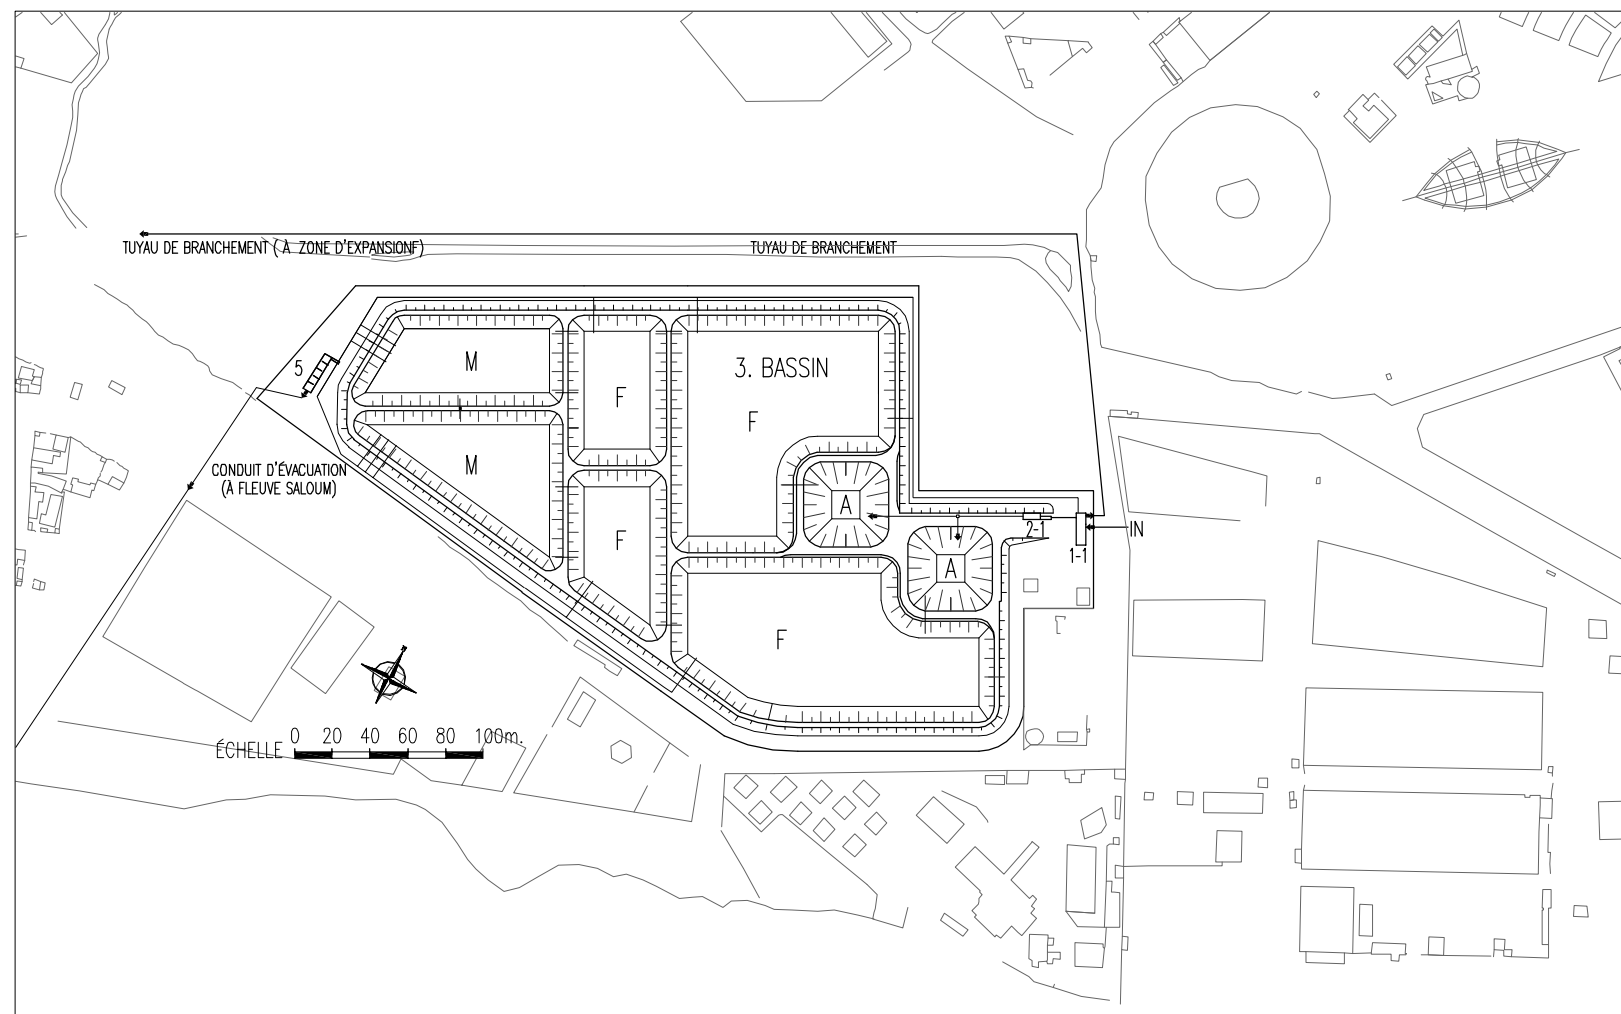 TUYAU DE BRANCHEMENT ( À ZONE D'EXPANSIONF)
TUYAU DE BRANCHEMENT
5
M
F
3. BASSIN
F
M
CONDUIT D'ÉVACUATION
(À FLEUVE SALOUM)
A
F
2-1
IN
1-1
A
F
ÉCHELLE 0 20 40 60 80 100m.